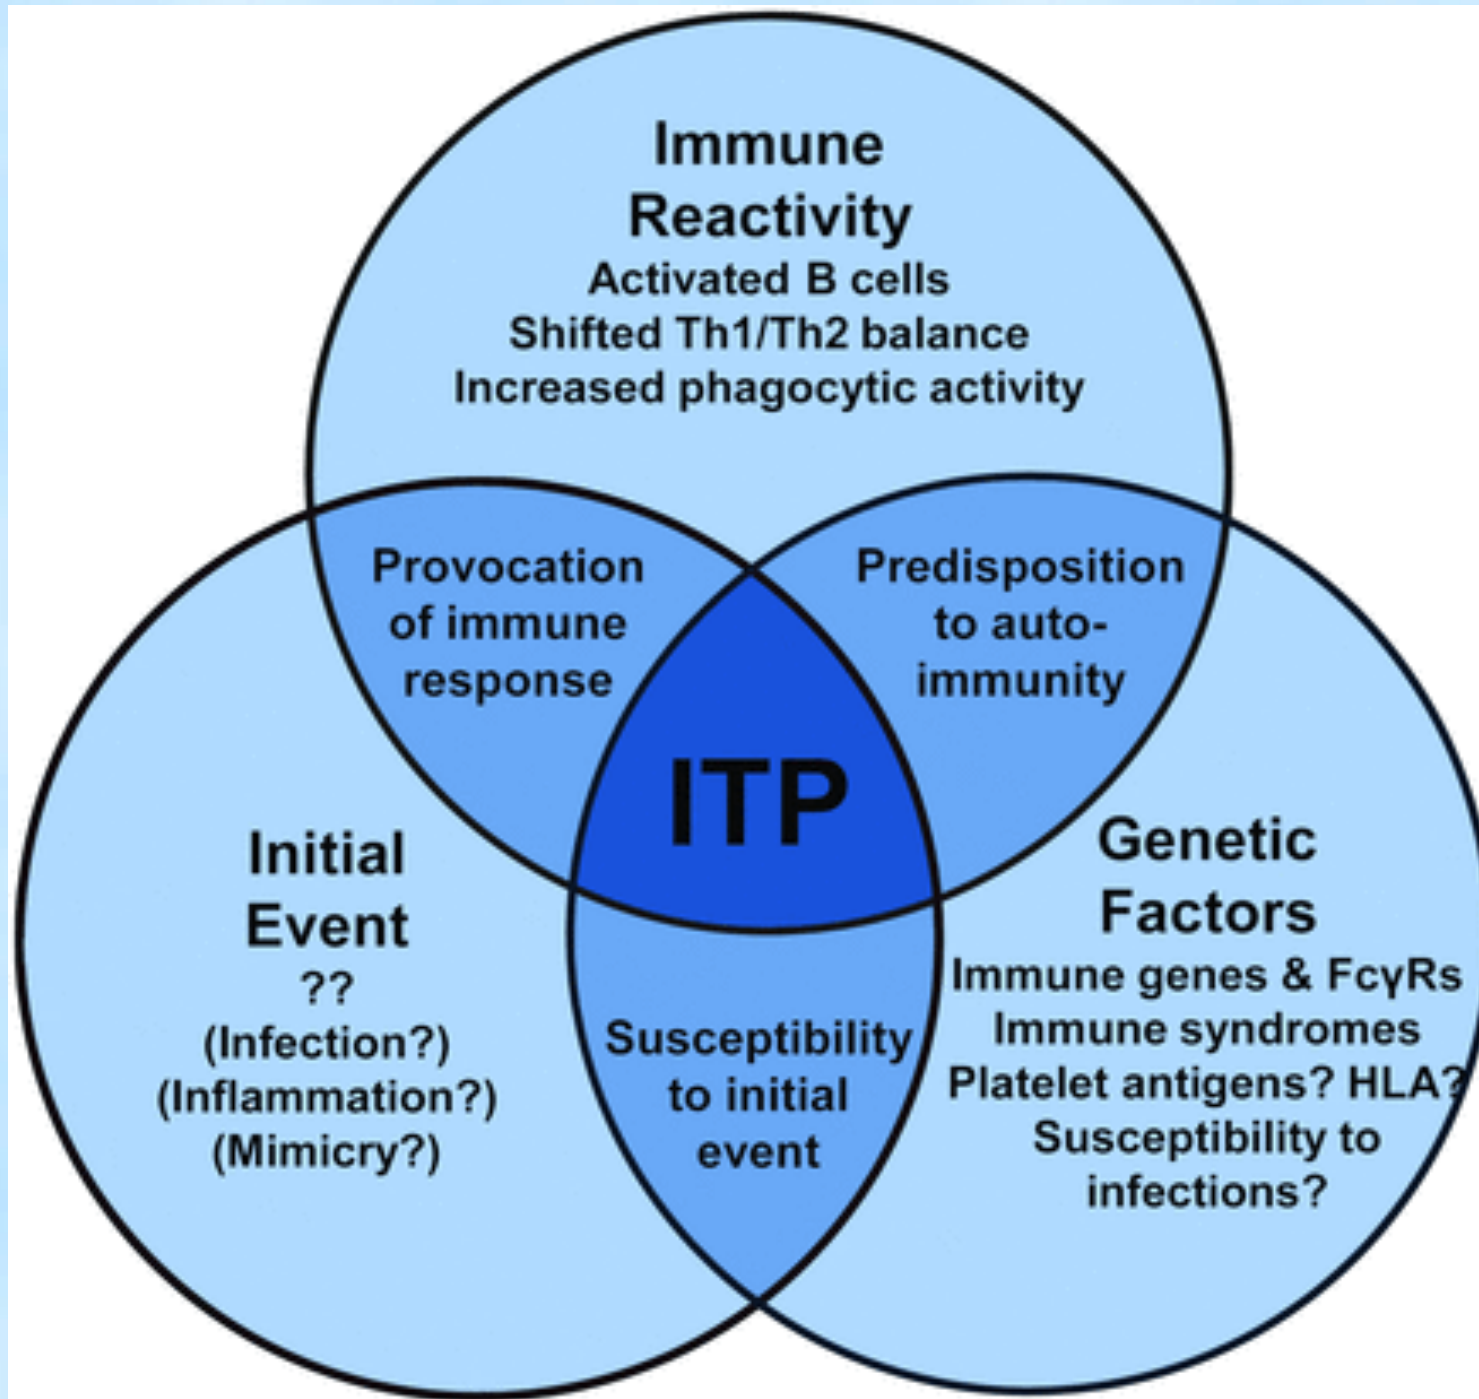 Immune
Reactivity
Activated B cells
Shifted Th1/Th2 balance
Increased phagocytic activity
Provocation
of immune
response
Predisposition
to auto-
immunity
ITP
Initial
Event
??
(Infection?)
(Inflammation?)
(Mimicry?)
Genetic
Factors
Immune genes & FcγRs
Immune syndromes
Platelet antigens? HLA?
Susceptibility to
infections?
Susceptibility
to initial
event